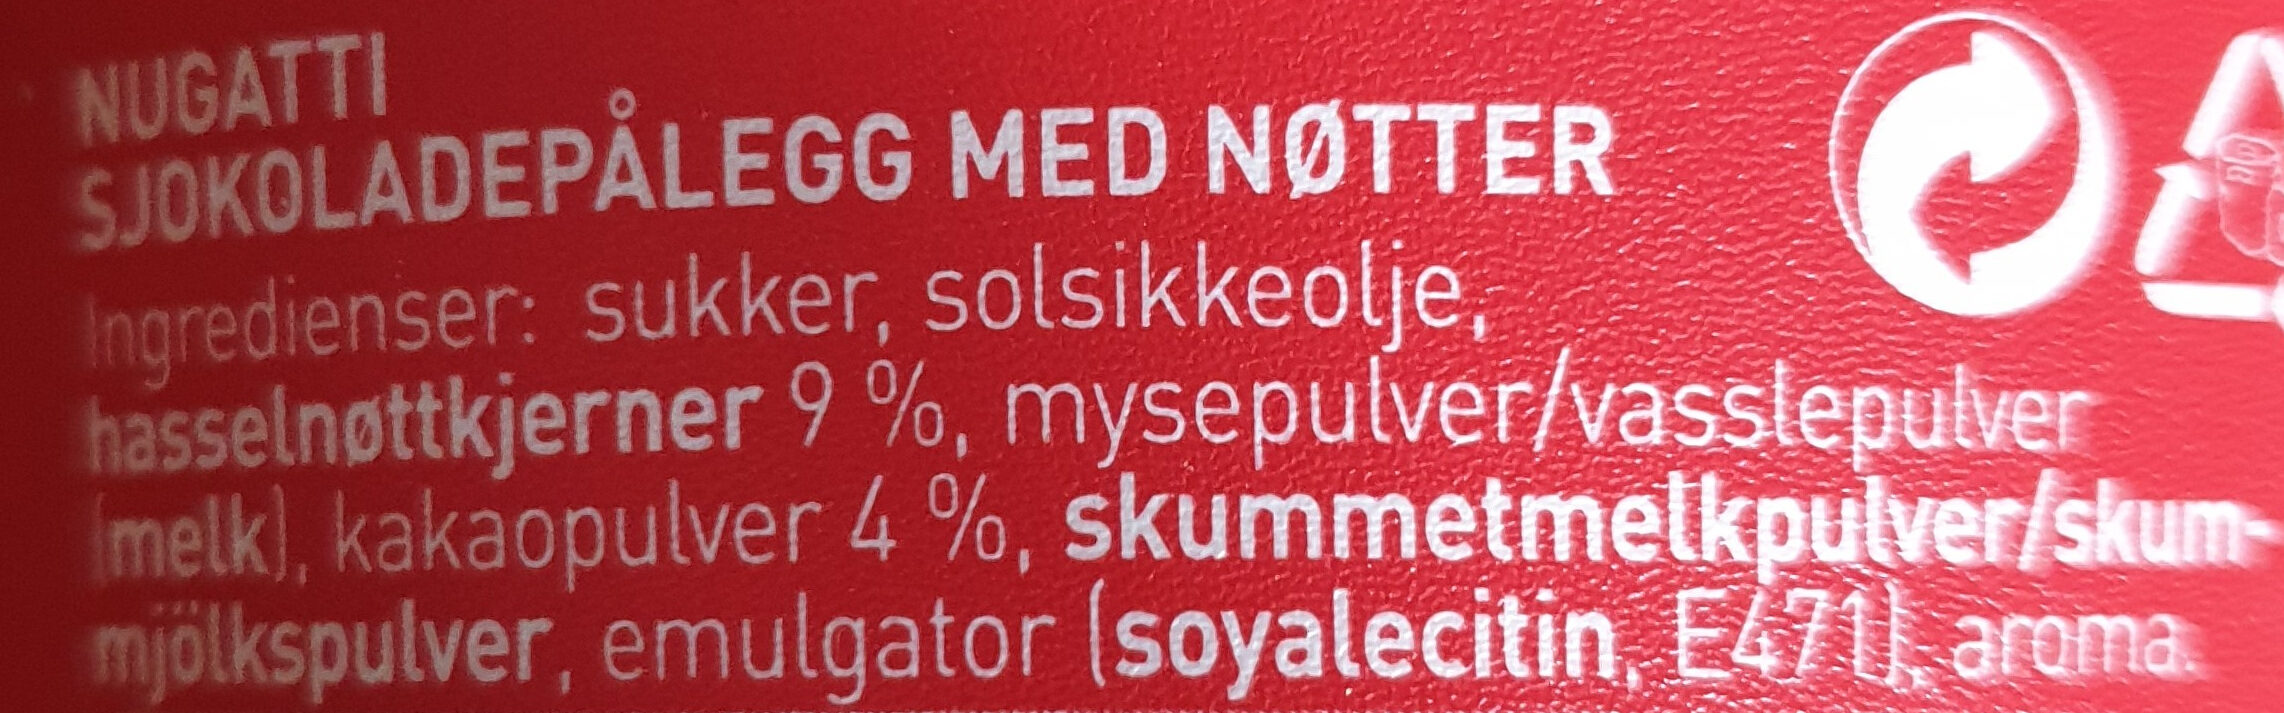 NUGATTI
SJOKOLADEPÅLEGG MED NØTTER
Ingredienser: sukker, solsikkeolje,
hasselnøttkjerner 9 %, mysepulver/vasslepulver
(melk), kakaopulver 4 %, skummetmelkpulver/skum-
mjölkspulver, emulgator (soyalecitin, E471), aroma.